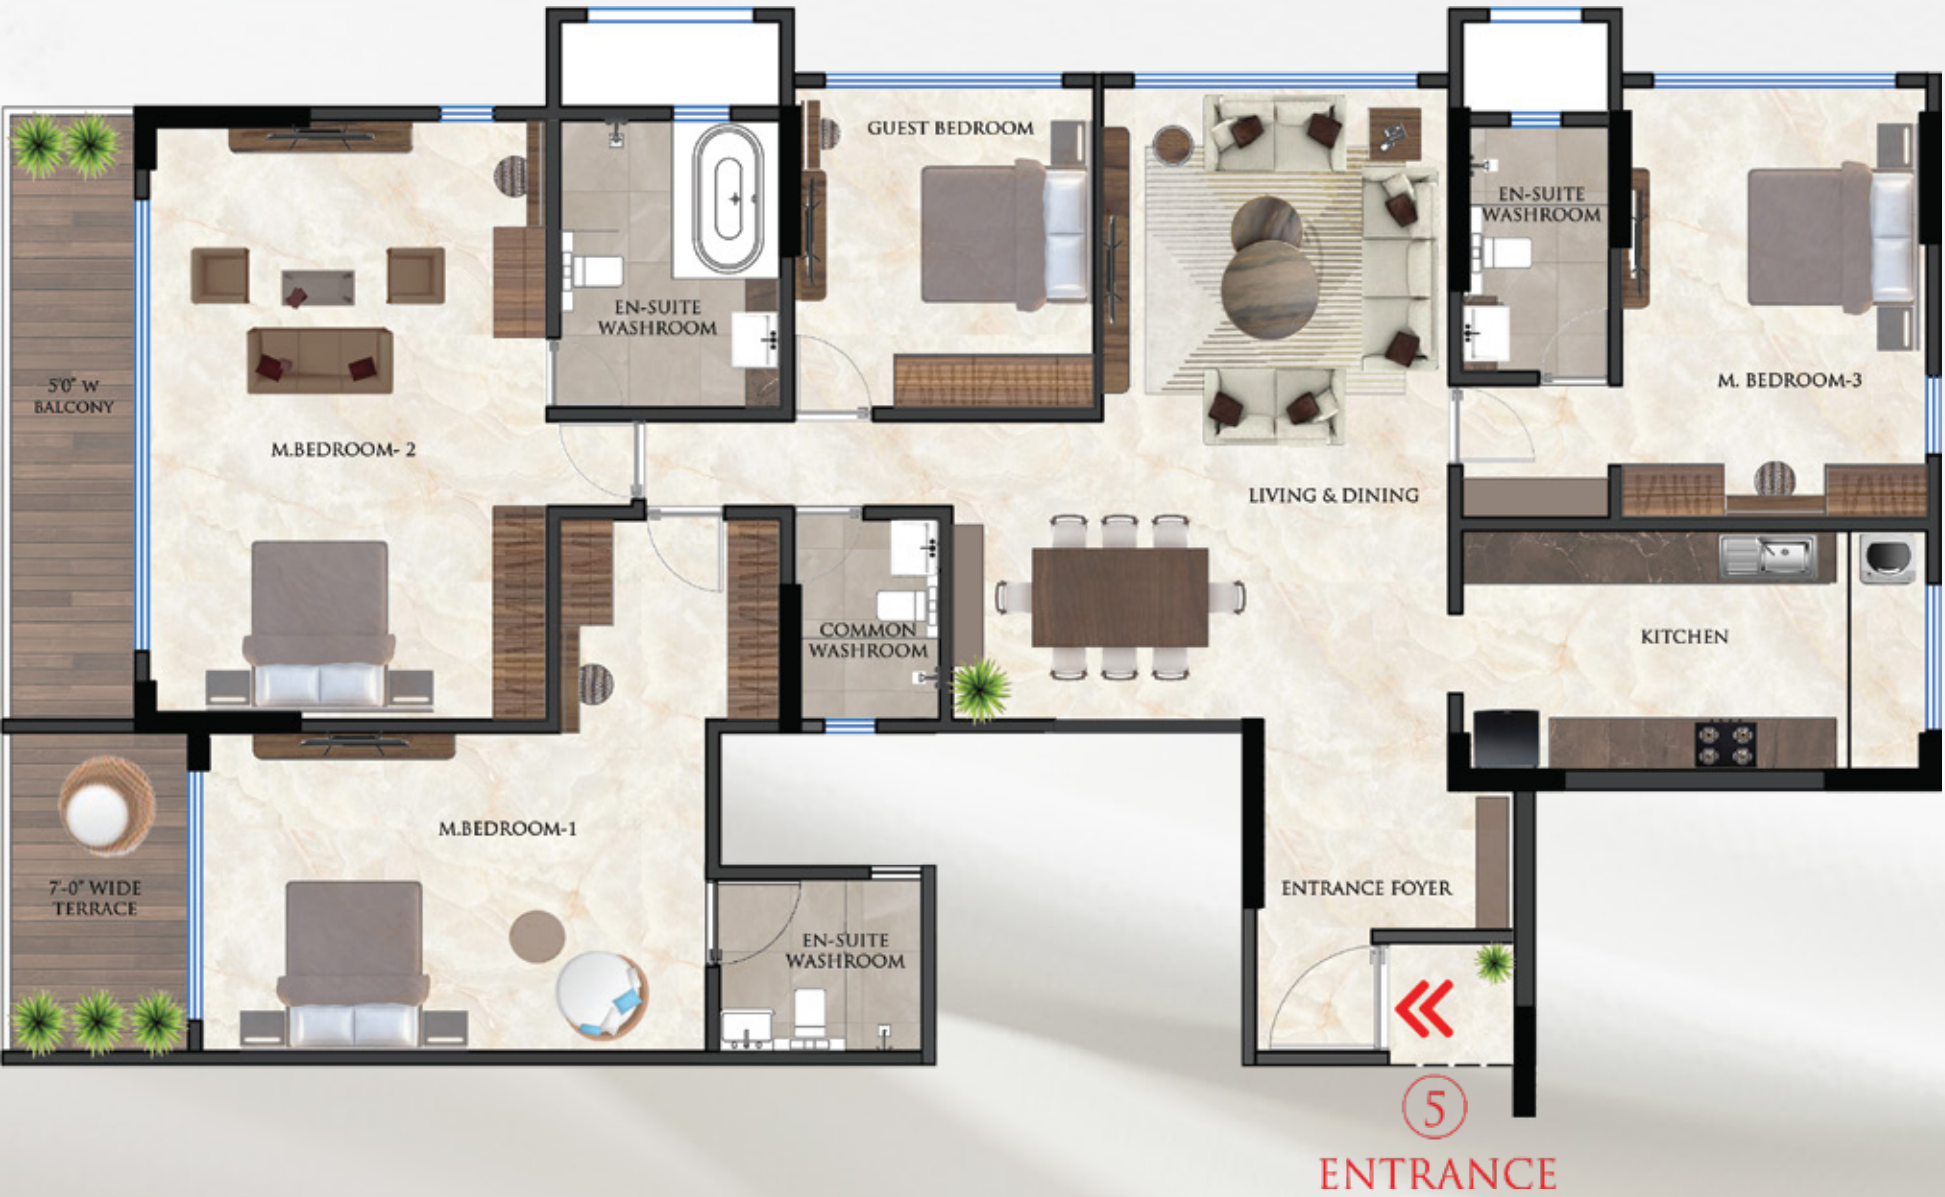 GUEST BEDROOM
EN-SUITE
WASHROOM
EN-SUITE
WASHROOM
5'0" W
BALCONY
M. BEDROOM-3
M.BEDROOM- 2
LIVING & DINING
COMMON
WASHROOM
KITCHEN
M.BEDROOM-1
7'-0" WIDE
TERRACE
ENTRANCE FOYER
EN-SUITE
WASHROOM
5
ENTRANCE